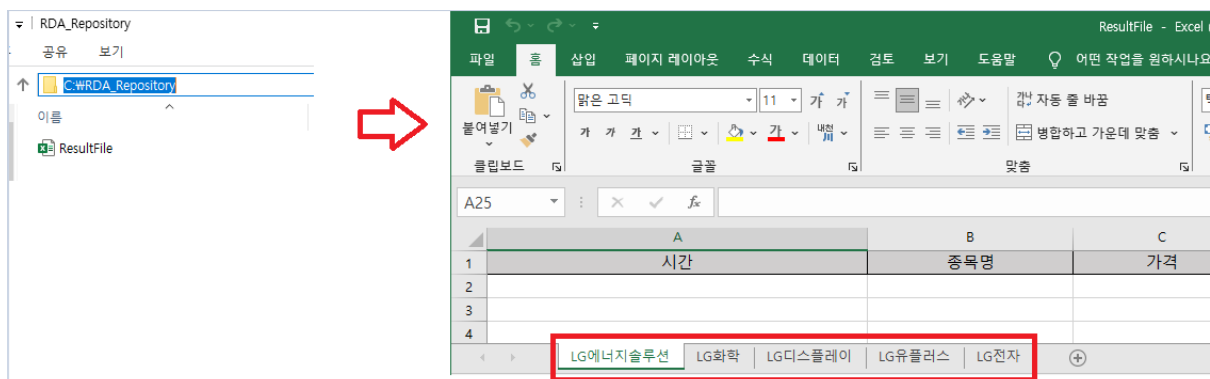 RDA_Repository
공유 보기
C:₩RDA_Repository
이름
ResultFile
ResultFile - Excel
파일 홈 삽입 페이지 레이아웃 수식 데이터 검토 보기 도움말 어떤 작업을 원하시나요
붙여넣기
클립보드
맑은 고딕 11 가 가
가 가 가 가 내천 川
글꼴
자동 줄 바꿈
병합하고 가운데 맞춤
맞춤
A25 fx
A B C
1 시간 종목명 가격
2
3
4
LG에너지솔루션 LG화학 LG디스플레이 LG유플러스 LG전자